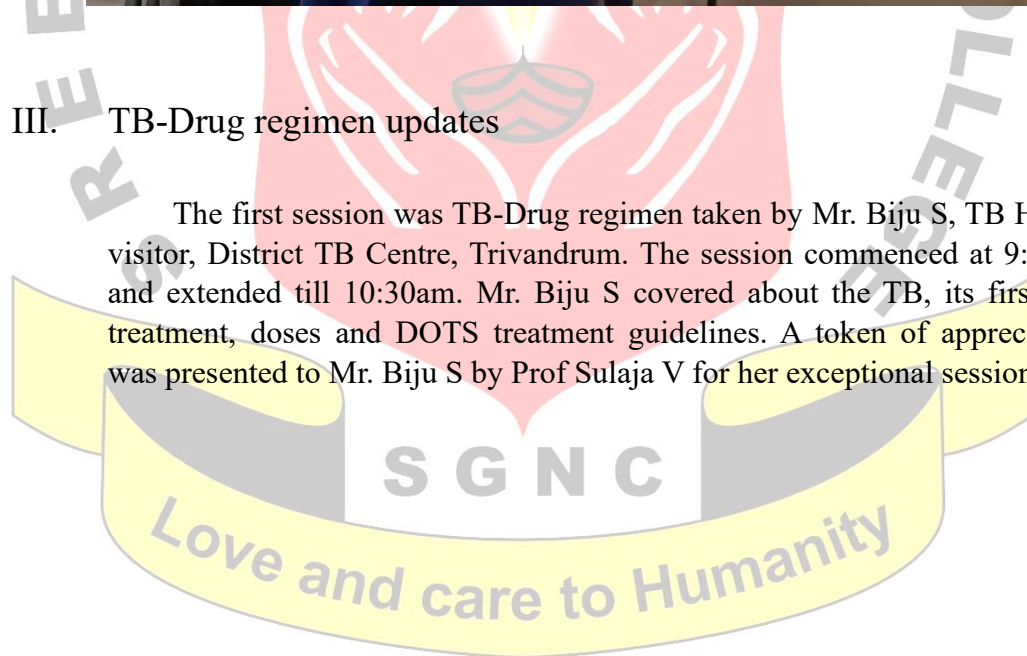 III. TB-Drug regimen updates
The first session was TB-Drug regimen taken by Mr. Biju S, TB
visitor, District TB Centre, Trivandrum. The session commenced at 9:
and extended till 10:30am. Mr. Biju S covered about the TB, its
treatment, doses and DOTS treatment guidelines. A token of
was presented to Mr. Biju S by Prof Sulaja V for her exceptional session
SGNC
Love and care to Humanity